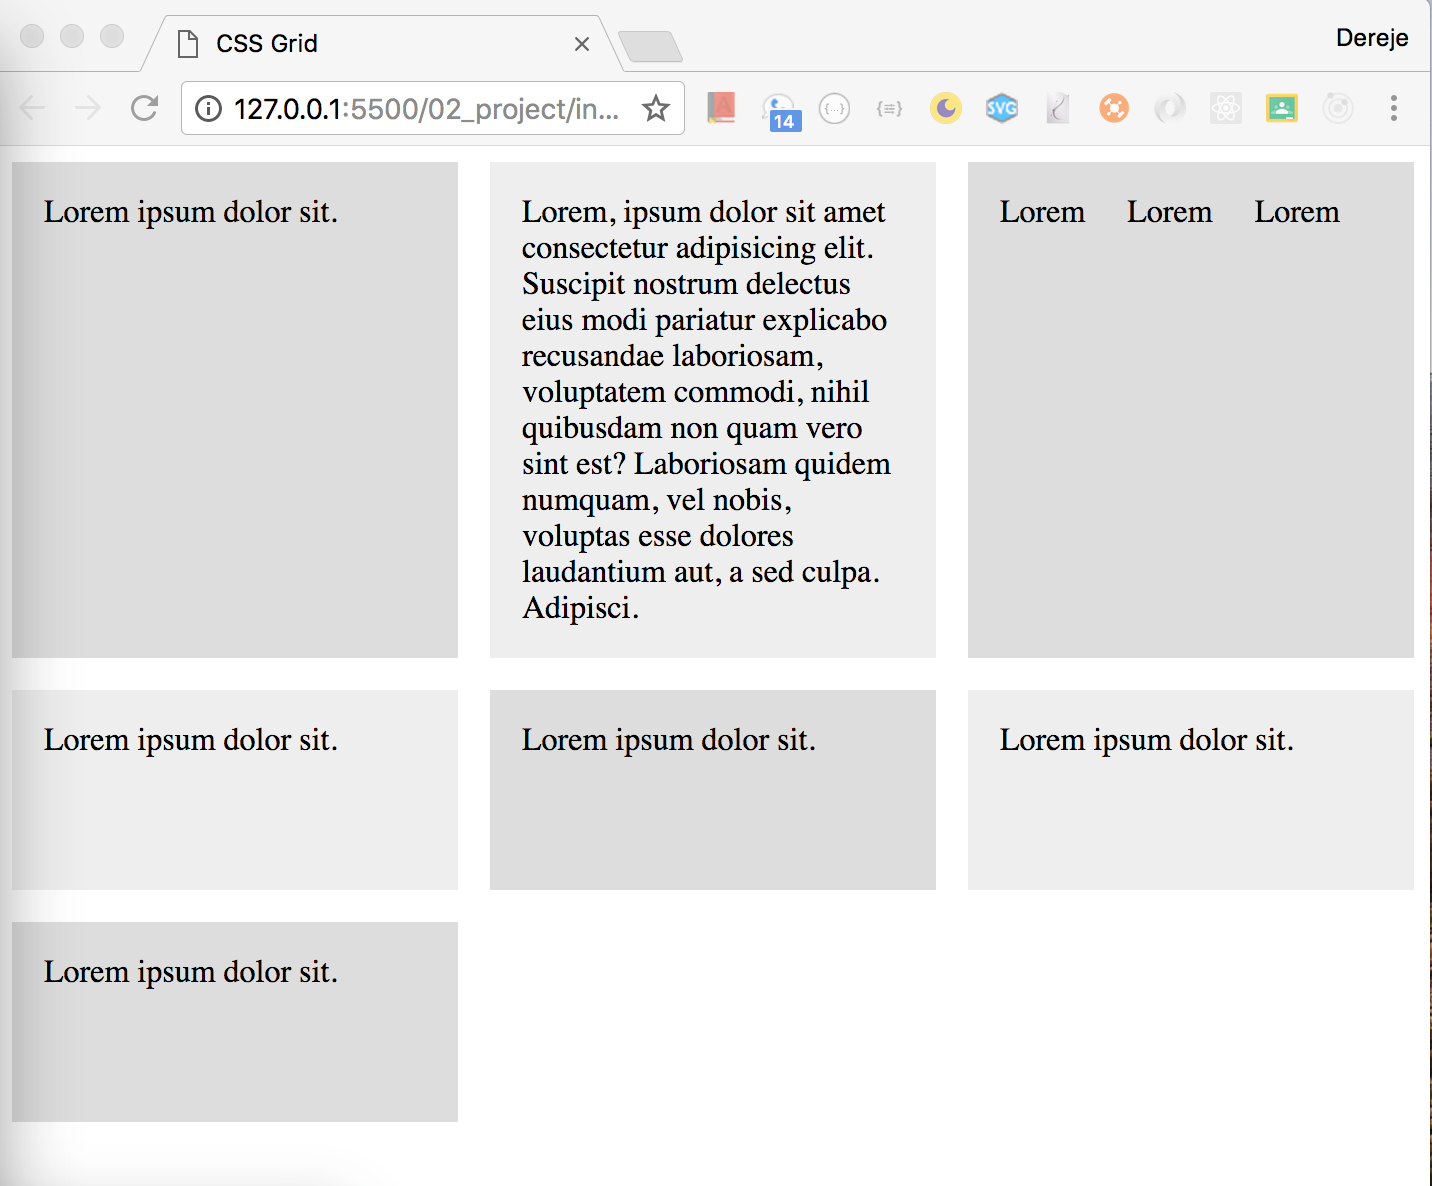 CSS Grid
Dereje
127.0.0.1:5500/02_project/in...
14
{...}
{≡}
SVG
Lorem ipsum dolor sit.
Lorem, ipsum dolor sit amet
consectetur adipisicing elit.
Suscipit nostrum delectus
eius modi pariatur explicabo
recusandae laboriosam,
voluptatem commodi, nihil
quibusdam non quam vero
sint est? Laboriosam quidem
numquam, vel nobis,
voluptas esse dolores
laudantium aut, a sed culpa.
Adipisci.
Lorem Lorem Lorem
Lorem ipsum dolor sit.
Lorem ipsum dolor sit.
Lorem ipsum dolor sit.
Lorem ipsum dolor sit.